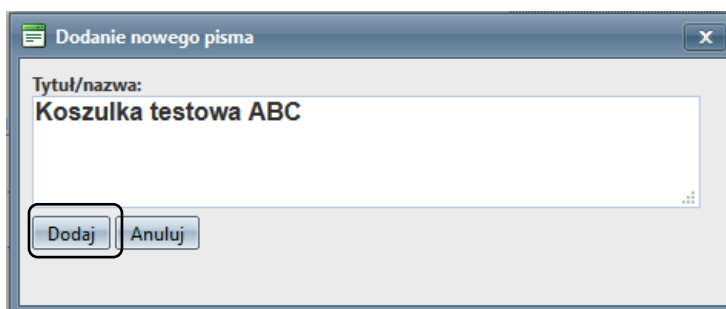 Dodanie nowego pisma
Tytuł/nazwa:
Koszulka testowa ABC
Dodaj Anuluj